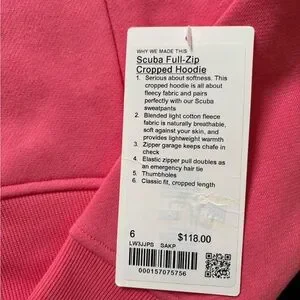 WHY WE MADE THIS
Scuba Full-Zip
Cropped Hoodie
1. Serious about softness. This
cropped hoodie is all about
fleecy fabric and pairs
perfectly with our Scuba
sweatpants
2. Blended light cotton fleece
fabric is naturally breathable,
soft against your skin, and
provides lightweight warmth
3. Zipper garage keeps chafe in
check
4. Elastic zipper pull doubles as
an emergency hair tie
5. Thumbholes
6. Classic fit, cropped length
6 $118.00
LW3JJPS SAKP
000157075756